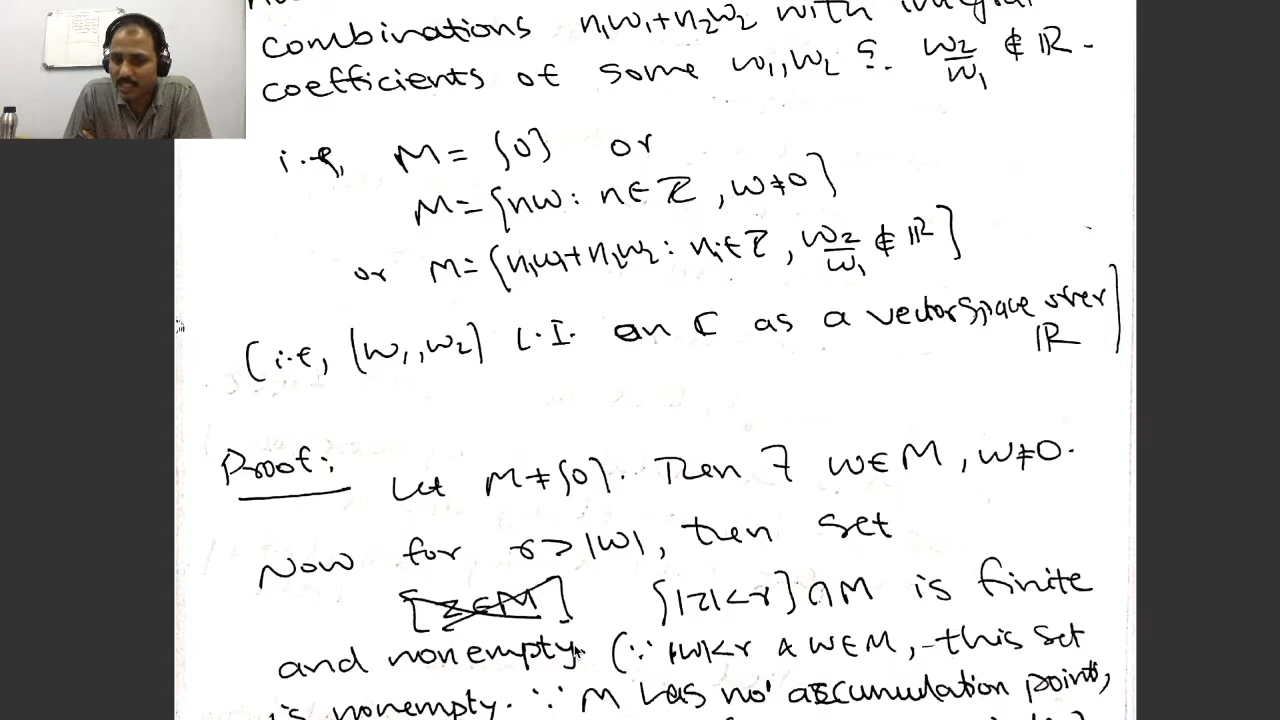 combinations n₁ω₁+n₂ω₂ with integral
coefficients of some ω₁,ω₂ ∋. ω₂/ω₁ ∉ ℝ.
i.e, M = {0} or
M = {nω : n∈ℤ, ω≠0}
or M = {n₁ω₁+n₂ω₂ : nᵢ∈ℤ, ω₂/ω₁ ∉ ℝ}
(i.e, {ω₁,ω₂} L.I. on ℂ as a vectorspace over ℝ]
Proof: Let M ≠ {0}. Then ∃ ω∈M, ω≠0.
Now for r > |ω|, then set
[z∈M] {|z|<r}∩M is finite
and nonempty (∵ |ω|<r & ω∈M, this set
is nonempty. ∵ M has no accumulation points,